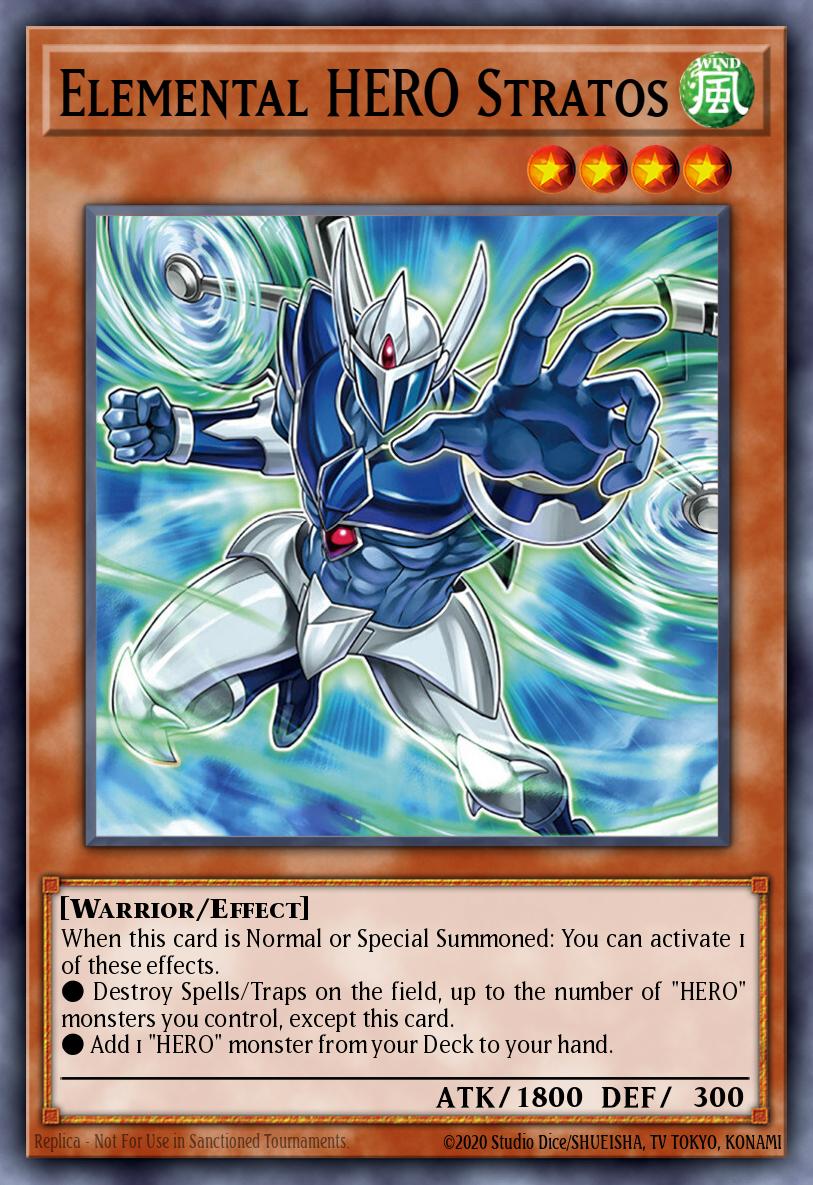 Elemental HERO Stratos
WIND
風
[Warrior/Effect]
When this card is Normal or Special Summoned: You can activate 1
of these effects.
● Destroy Spells/Traps on the field, up to the number of "HERO"
monsters you control, except this card.
● Add 1 "HERO" monster from your Deck to your hand.
ATK/1800 DEF/ 300
Replica - Not For Use in Sanctioned Tournaments.
©2020 Studio Dice/SHUEISHA, TV TOKYO, KONAMI